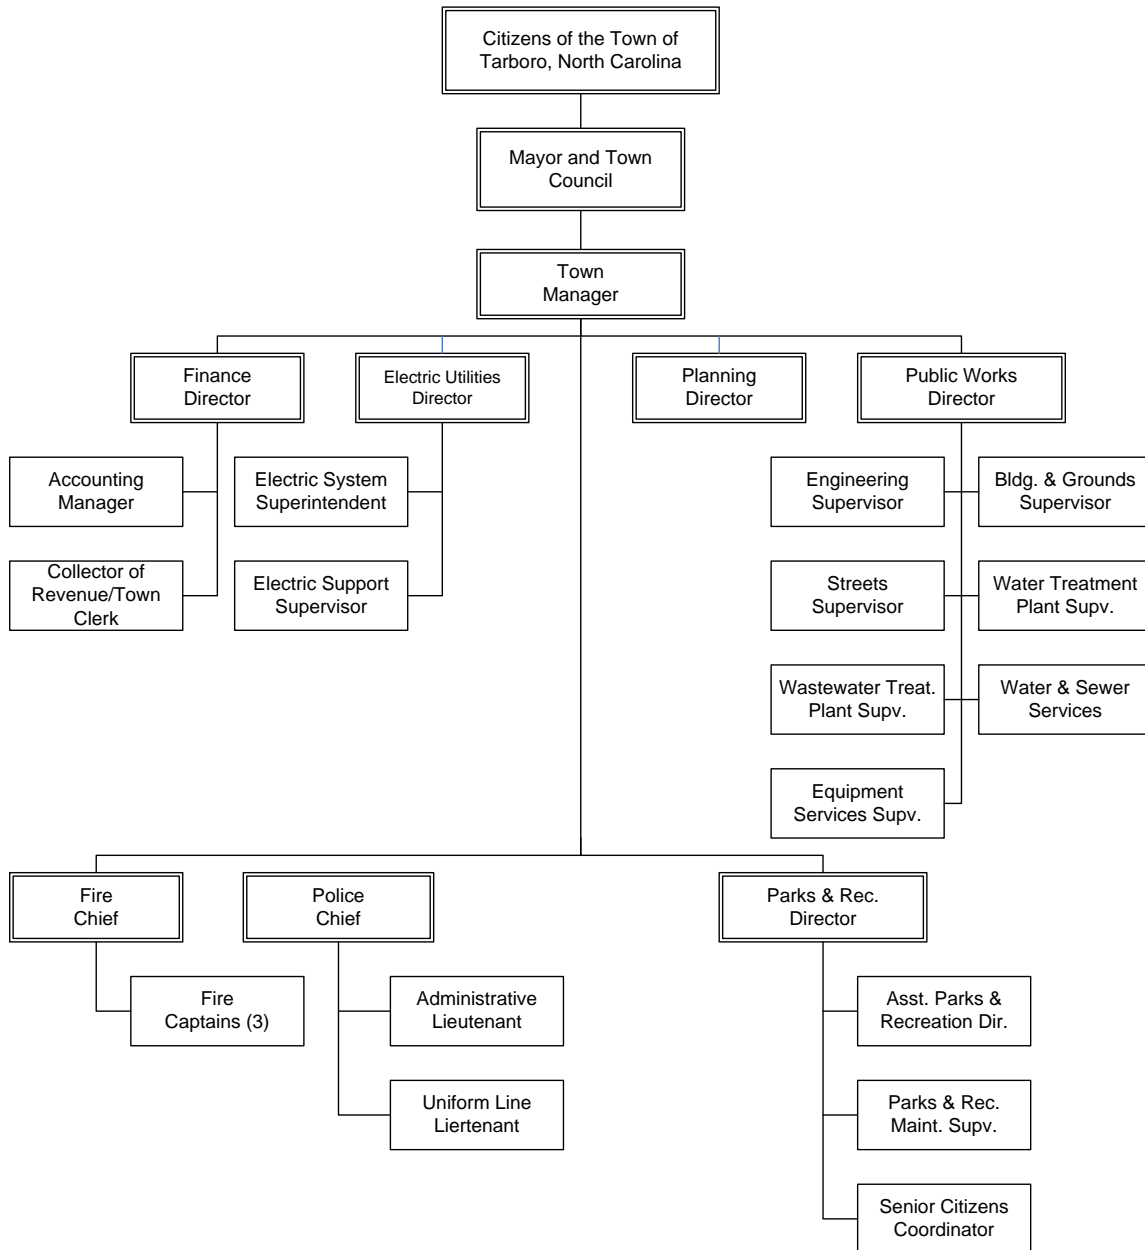 Citizens of the Town of
Tarboro, North Carolina
Mayor and Town
Council
Town
Manager
Finance
Director
Electric Utilities
Director
Planning
Director
Public Works
Director
Accounting
Manager
Electric System
Superintendent
Engineering
Supervisor
Bldg. & Grounds
Supervisor
Collector of
Revenue/Town
Clerk
Electric Support
Supervisor
Streets
Supervisor
Water Treatment
Plant Supv.
Wastewater Treat.
Plant Supv.
Water & Sewer
Services
Equipment
Services Supv.
Fire
Chief
Police
Chief
Parks & Rec.
Director
Fire
Captains (3)
Administrative
Lieutenant
Asst. Parks &
Recreation Dir.
Uniform Line
Liertenant
Parks & Rec.
Maint. Supv.
Senior Citizens
Coordinator